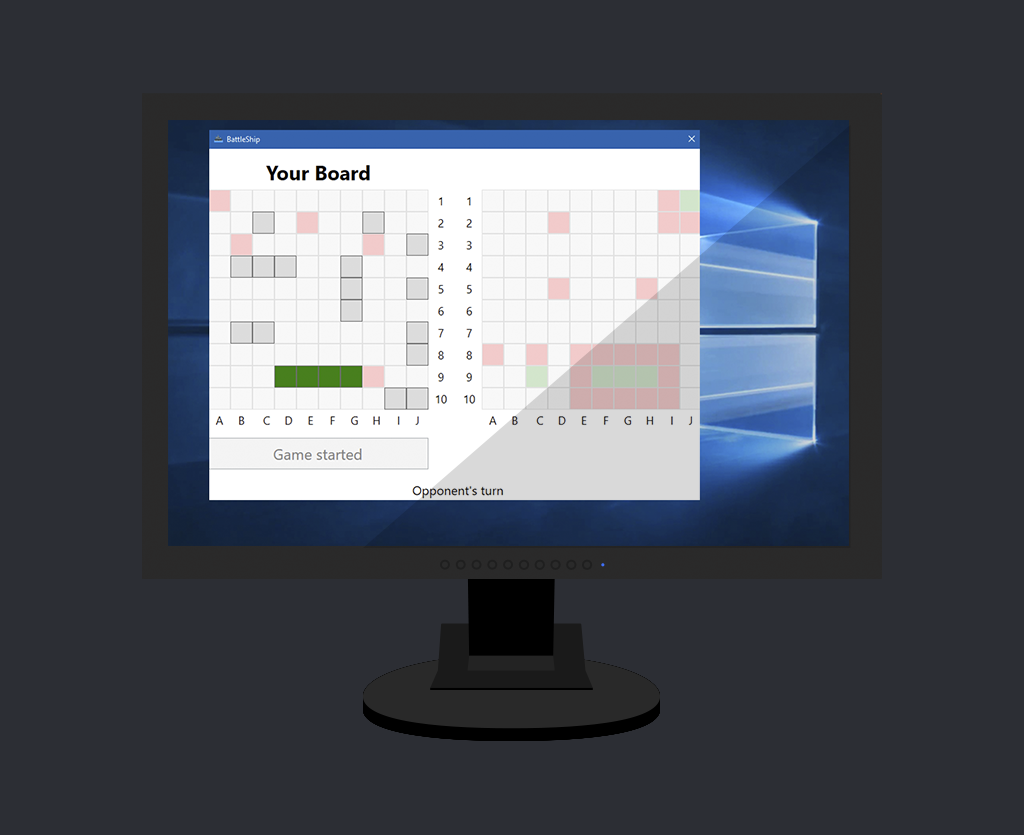 BattleShip
Your Board
1 1
2 2
3 3
4 4
5 5
6 6
7 7
8 8
9 9
10 10
A B C D E F G H I J A B C D E F G H I J
Game started
Opponent's turn